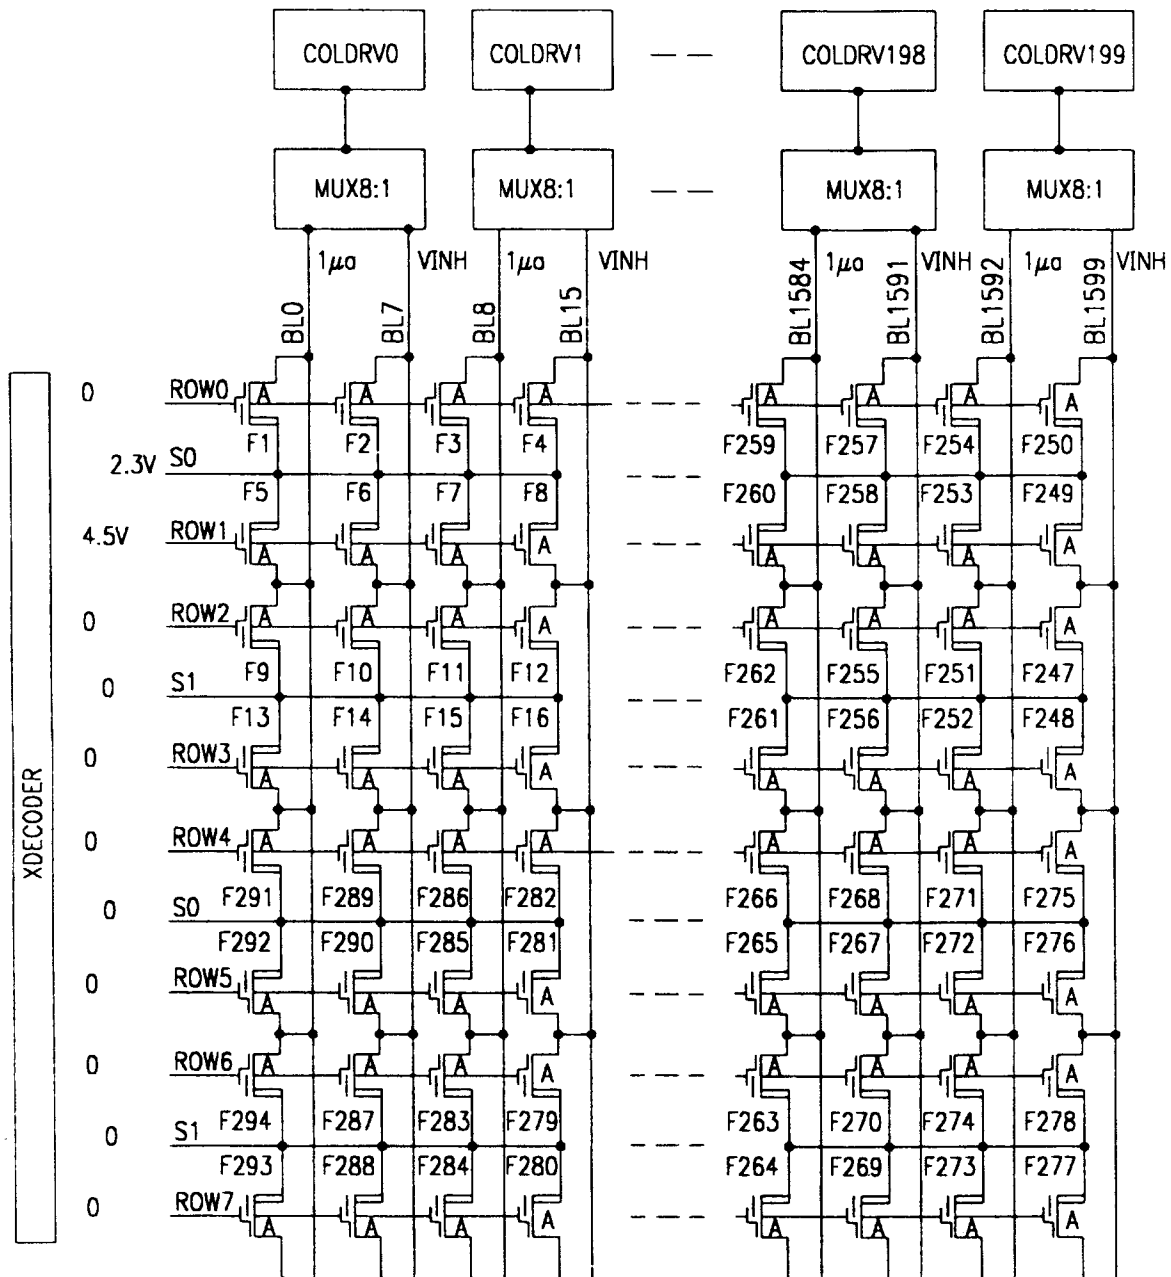 COLDRV0 COLDRV1 COLDRV198 COLDRV199
MUX8:1 MUX8:1 MUX8:1 MUX8:1
1μa VINH 1μa VINH 1μa VINH 1μa VINH
BL0 BL7 BL8 BL15 BL1584 BL1591 BL1592 BL1599
XDECODER
0 ROW0 A A A A A A A A
F1 F2 F3 F4 F259 F257 F254 F250
2.3V S0
F5 F6 F7 F8 F260 F258 F253 F249
4.5V ROW1 A A A A A A A A
0 ROW2 A A A A A A A A
F9 F10 F11 F12 F262 F255 F251 F247
0 S1
F13 F14 F15 F16 F261 F256 F252 F248
0 ROW3 A A A A A A A A
0 ROW4 A A A A A A A A
F291 F289 F286 F282 F266 F268 F271 F275
0 S0
F292 F290 F285 F281 F265 F267 F272 F276
0 ROW5 A A A A A A A A
0 ROW6 A A A A A A A A
F294 F287 F283 F279 F263 F270 F274 F278
0 S1
F293 F288 F284 F280 F264 F269 F273 F277
0 ROW7 A A A A A A A A